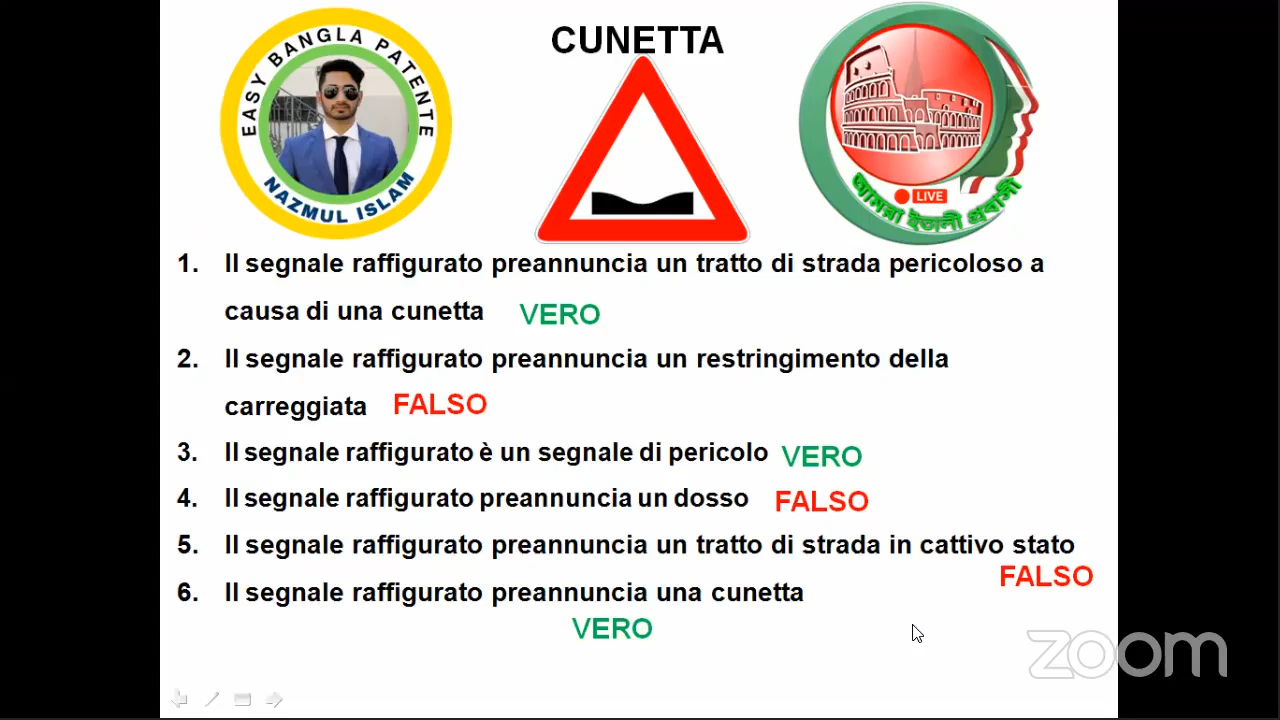 EASY BANGLA PATENTE
NAZMUL ISLAM
CUNETTA
LIVE
আমরা ইতালী প্রবাসী
1. Il segnale raffigurato preannuncia un tratto di strada pericoloso a
causa di una cunetta VERO
2. Il segnale raffigurato preannuncia un restringimento della
carreggiata FALSO
3. Il segnale raffigurato è un segnale di pericolo VERO
4. Il segnale raffigurato preannuncia un dosso FALSO
5. Il segnale raffigurato preannuncia un tratto di strada in cattivo stato
FALSO
6. Il segnale raffigurato preannuncia una cunetta
VERO
zoom